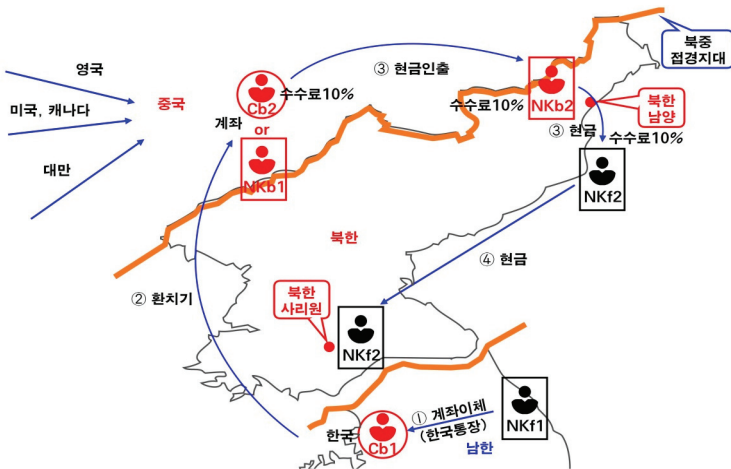 북중
접경지대
영국
③ 현금인출
중국
Cb2
수수료10%
수수료10%
NKb2
미국, 캐나다
계좌
or
북한
남양
③ 현금
수수료10%
대만
NKb1
NKf2
북한
④ 현금
② 환치기
북한
사리원
NKf2
① 계좌이체
(한국통장)
한국
Cb1
남한
NKf1